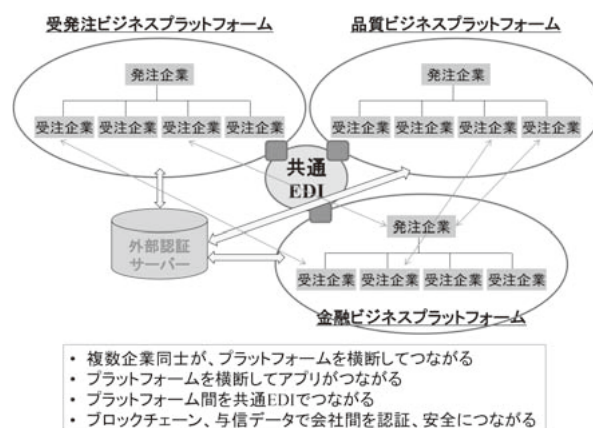 受発注ビジネスプラットフォーム
品質ビジネスプラットフォーム
発注企業
受注企業 受注企業 受注企業 受注企業
発注企業
受注企業 受注企業 受注企業 受注企業
共通
EDI
外部認証
サーバー
発注企業
受注企業 受注企業 受注企業 受注企業
金融ビジネスプラットフォーム
• 複数企業同士が、プラットフォームを横断してつながる
• プラットフォームを横断してアプリがつながる
• プラットフォーム間を共通EDIでつながる
• ブロックチェーン、与信データで会社間を認証、安全につながる